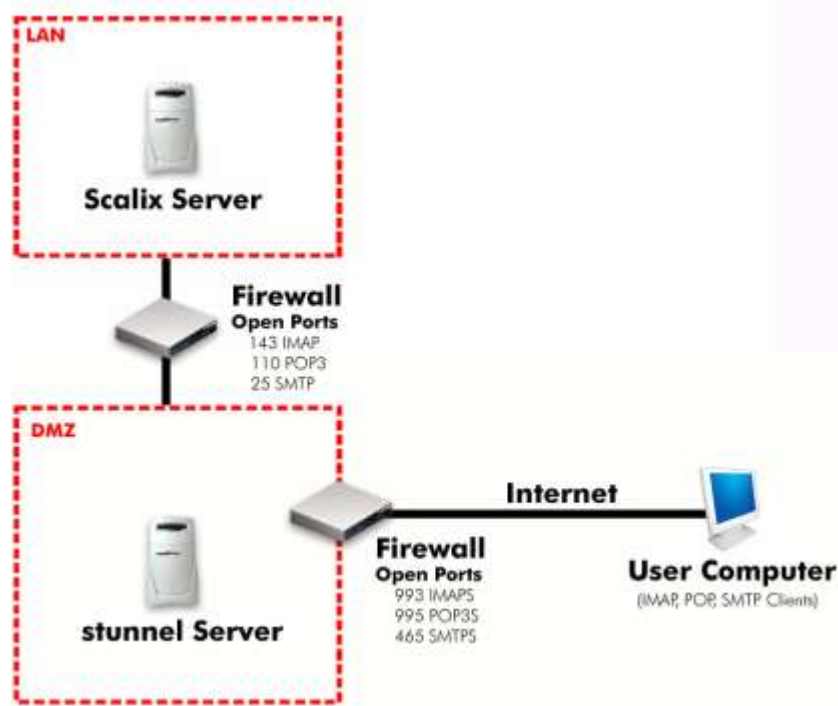 LAN
Scalix Server
Firewall
Open Ports
143 IMAP
110 POP3
25 SMTP
DMZ
stunnel Server
Internet
Firewall
Open Ports
993 IMAPS
995 POP3S
465 SMTPS
User Computer
(IMAP, POP, SMTP Clients)